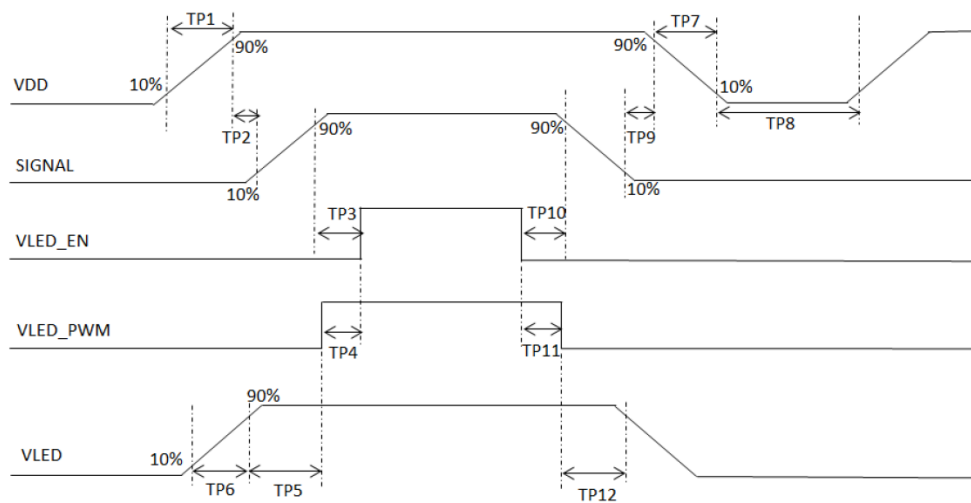 TP1
TP7
90%
90%
10%
10%
VDD
TP8
TP2
90%
90%
TP9
SIGNAL
10%
10%
TP3
TP10
VLED_EN
VLED_PWM
TP4
TP11
90%
VLED
10%
TP6
TP5
TP12